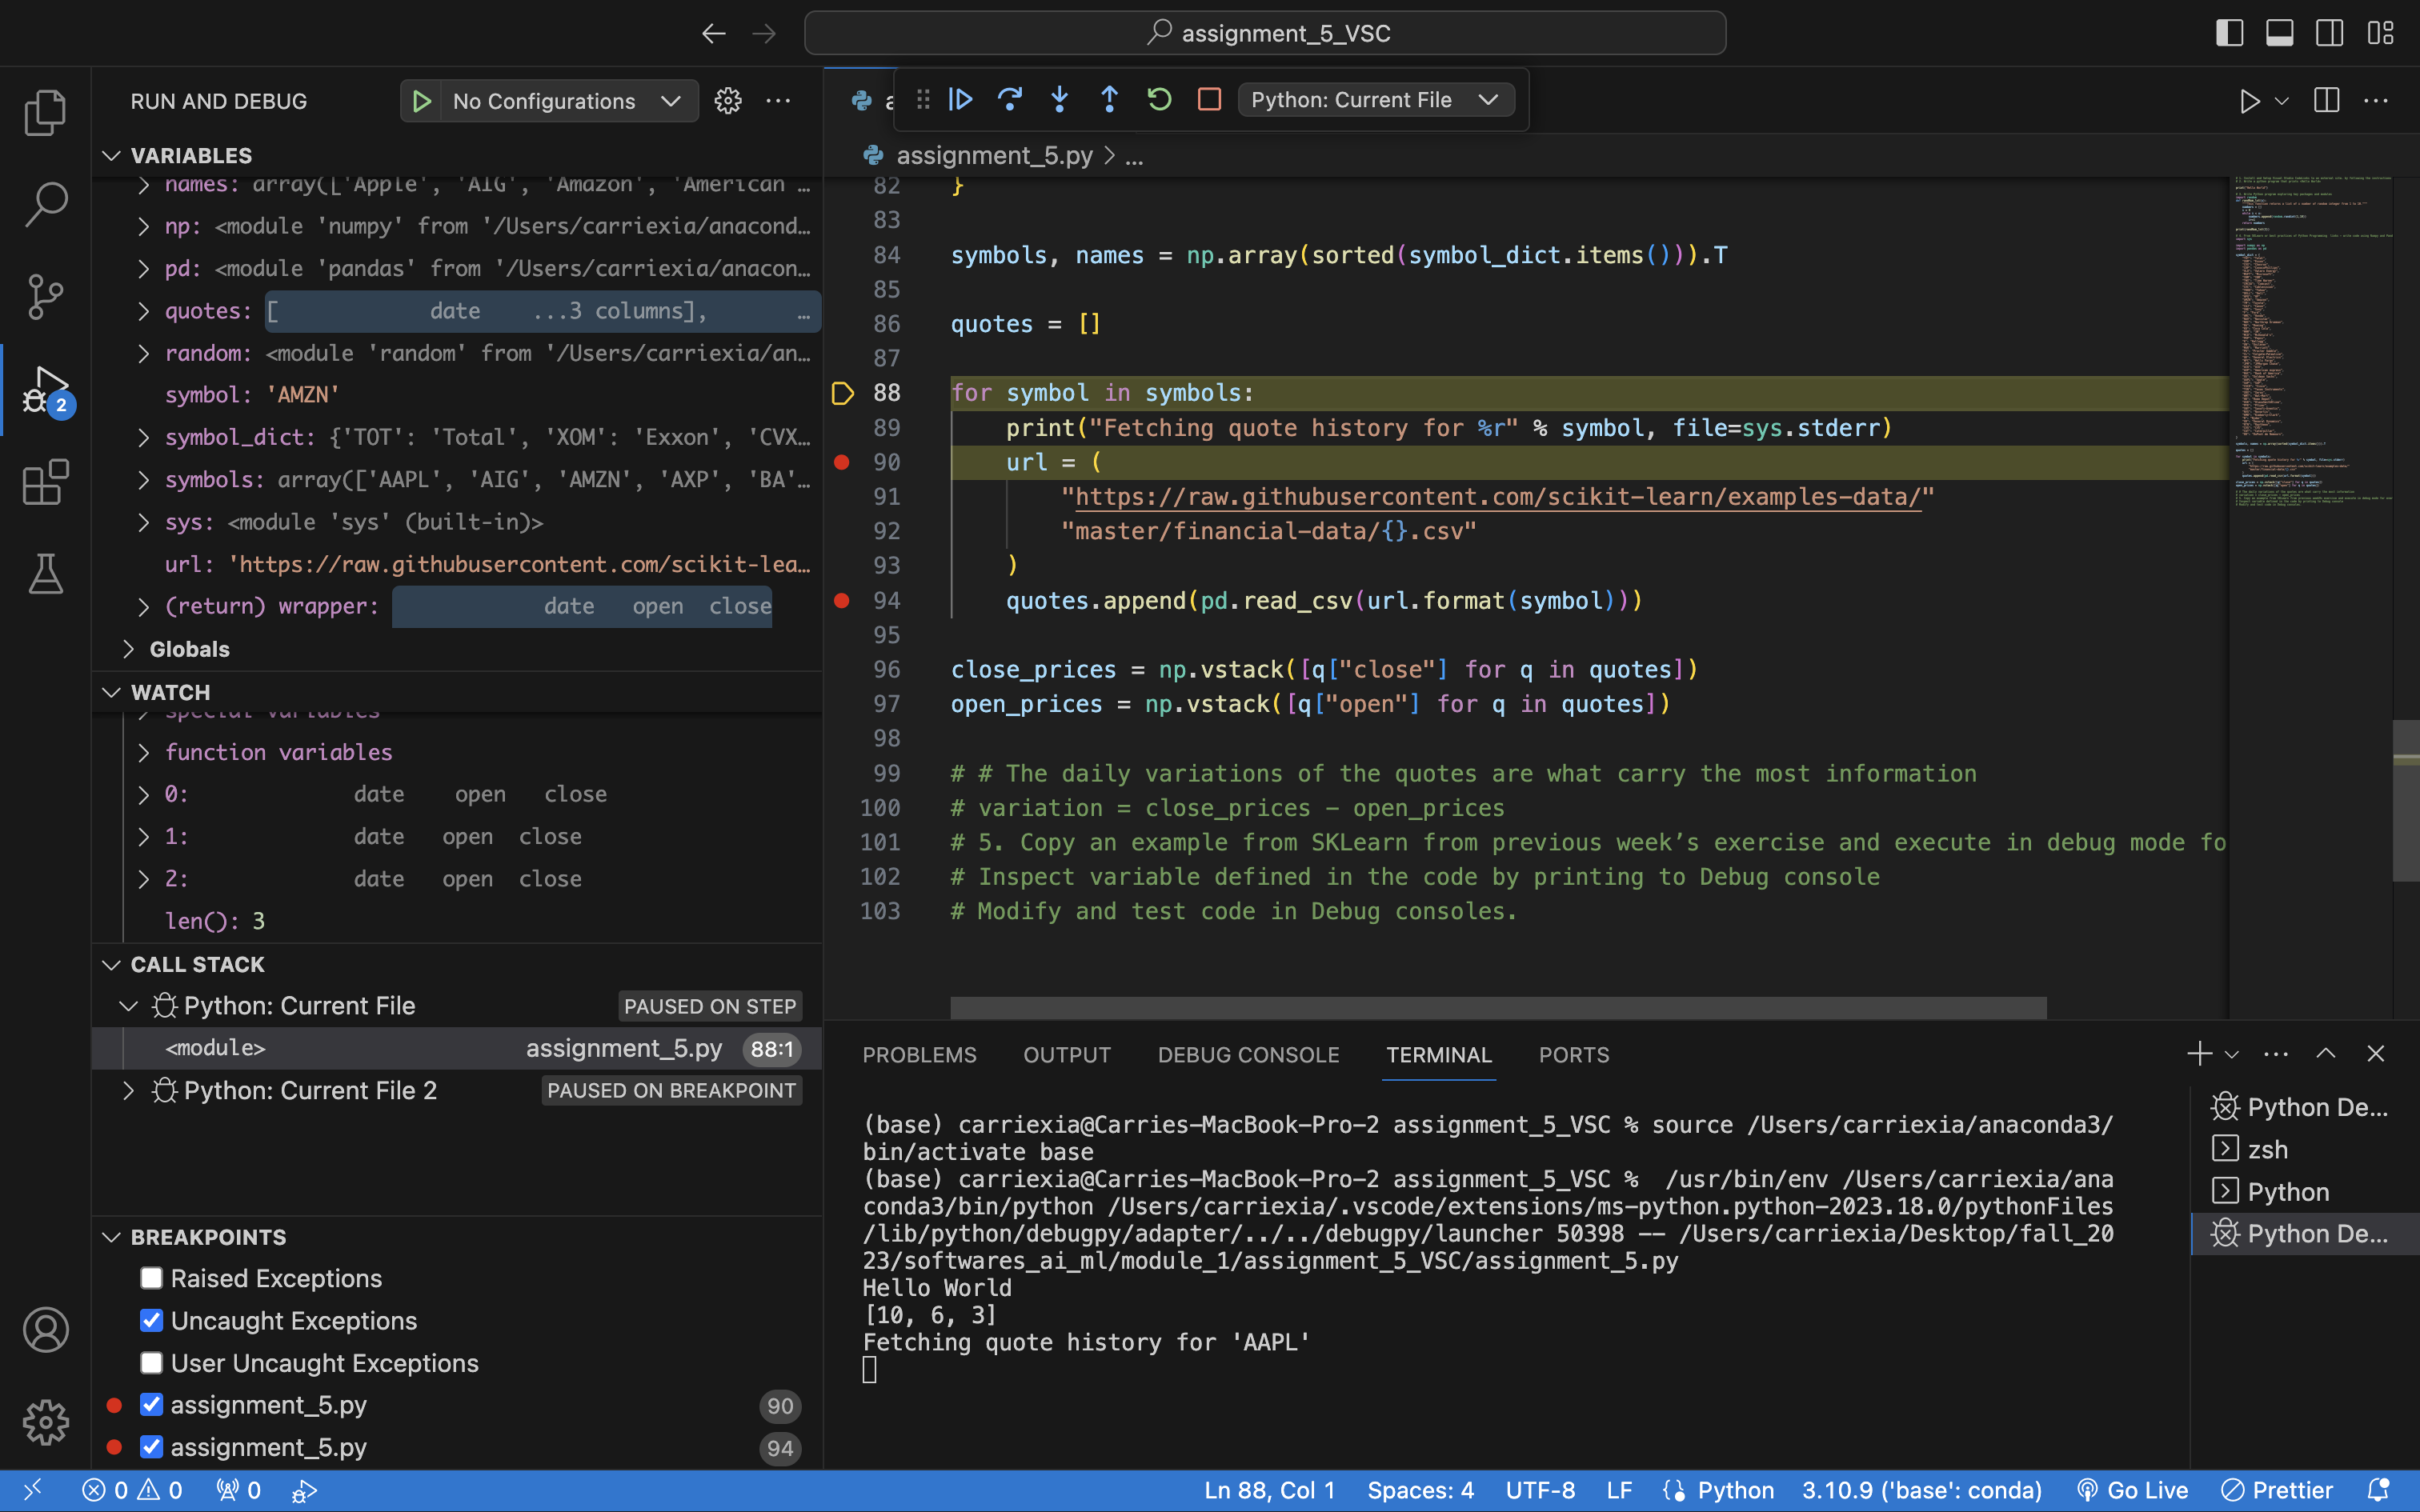 assignment_5_VSC
RUN AND DEBUG
No Configurations
Python: Current File
VARIABLES
assignment_5.py > ...
names: array(['Apple', 'AIG', 'Amazon', 'American …
np: <module 'numpy' from '/Users/carriexia/anacond…
pd: <module 'pandas' from '/Users/carriexia/anacon…
quotes: [ date ...3 columns], …
random: <module 'random' from '/Users/carriexia/an…
symbol: 'AMZN'
symbol_dict: {'TOT': 'Total', 'XOM': 'Exxon', 'CVX…
symbols: array(['AAPL', 'AIG', 'AMZN', 'AXP', 'BA'…
sys: <module 'sys' (built-in)>
url: 'https://raw.githubusercontent.com/scikit-lea…
(return) wrapper: date open close
Globals
WATCH
special variables
function variables
0: date open close
1: date open close
2: date open close
len(): 3
CALL STACK
Python: Current File PAUSED ON STEP
<module> assignment_5.py 88:1
Python: Current File 2 PAUSED ON BREAKPOINT
BREAKPOINTS
Raised Exceptions
Uncaught Exceptions
User Uncaught Exceptions
assignment_5.py 90
assignment_5.py 94
82 }
83
84 symbols, names = np.array(sorted(symbol_dict.items())).T
85
86 quotes = []
87
88 for symbol in symbols:
89 print("Fetching quote history for %r" % symbol, file=sys.stderr)
90 url = (
91 "https://raw.githubusercontent.com/scikit-learn/examples-data/"
92 "master/financial-data/{}.csv"
93 )
94 quotes.append(pd.read_csv(url.format(symbol)))
95
96 close_prices = np.vstack([q["close"] for q in quotes])
97 open_prices = np.vstack([q["open"] for q in quotes])
98
99 # # The daily variations of the quotes are what carry the most information
100 # variation = close_prices - open_prices
101 # 5. Copy an example from SKLearn from previous week’s exercise and execute in debug mode fo
102 # Inspect variable defined in the code by printing to Debug console
103 # Modify and test code in Debug consoles.
PROBLEMS OUTPUT DEBUG CONSOLE TERMINAL PORTS
(base) carriexia@Carries-MacBook-Pro-2 assignment_5_VSC % source /Users/carriexia/anaconda3/
bin/activate base
(base) carriexia@Carries-MacBook-Pro-2 assignment_5_VSC % /usr/bin/env /Users/carriexia/ana
conda3/bin/python /Users/carriexia/.vscode/extensions/ms-python.python-2023.18.0/pythonFiles
/lib/python/debugpy/adapter/../../debugpy/launcher 50398 -- /Users/carriexia/Desktop/fall_20
23/softwares_ai_ml/module_1/assignment_5_VSC/assignment_5.py
Hello World
[10, 6, 3]
Fetching quote history for 'AAPL'
Python De...
zsh
Python
Python De...
2
0 0 0
Ln 88, Col 1 Spaces: 4 UTF-8 LF Python 3.10.9 ('base': conda) Go Live Prettier